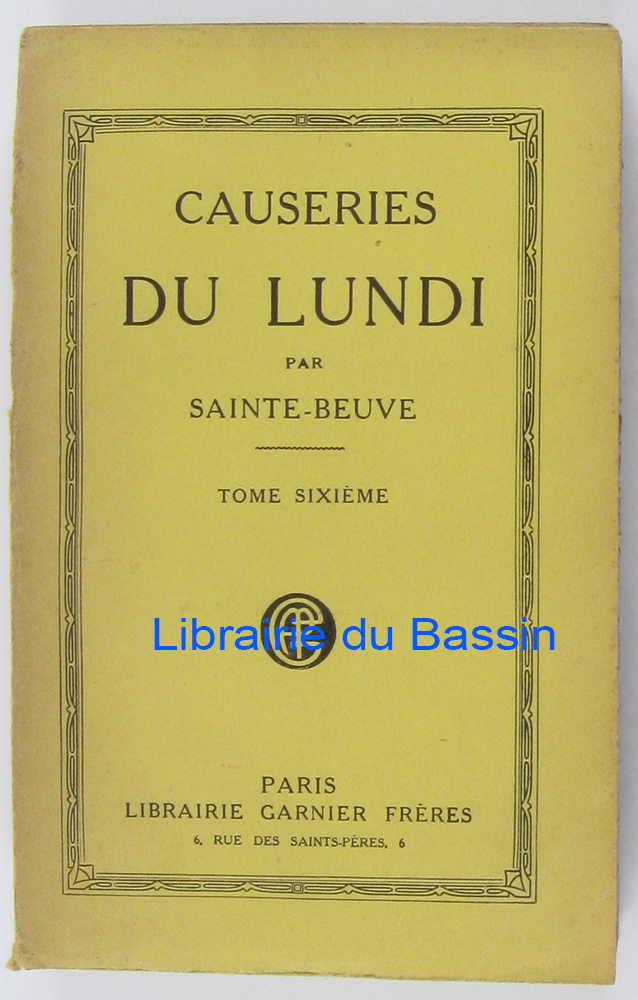 CAUSERIES
DU LUNDI
PAR
SAINTE-BEUVE
TOME SIXIÈME
Librairie du Bassin
PARIS
LIBRAIRIE GARNIER FRÈRES
6, RUE DES SAINTS-PÈRES, 6